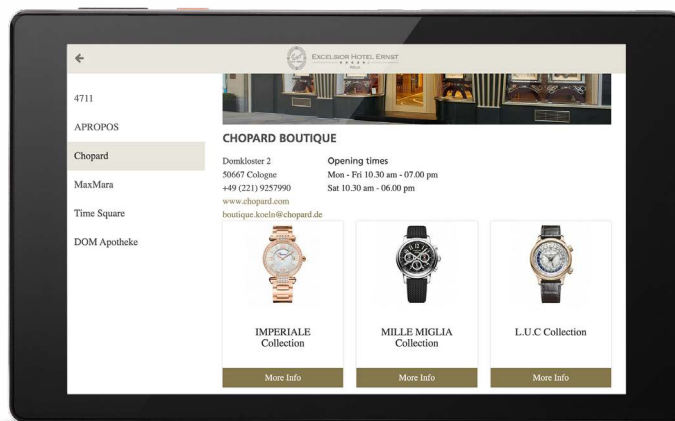 EXCELSIOR HOTEL ERNST
4711
APROPOS
Chopard
MaxMara
Time Square
DOM Apotheke
CHOPARD BOUTIQUE
Domkloster 2
50667 Cologne
+49 (221) 9257990
www.chopard.com
boutique.koeln@chopard.de
Opening times
Mon - Fri 10.30 am - 07.00 pm
Sat 10.30 am - 06.00 pm
IMPERIALE
Collection
More Info
MILLE MIGLIA
Collection
More Info
L.U.C Collection
More Info